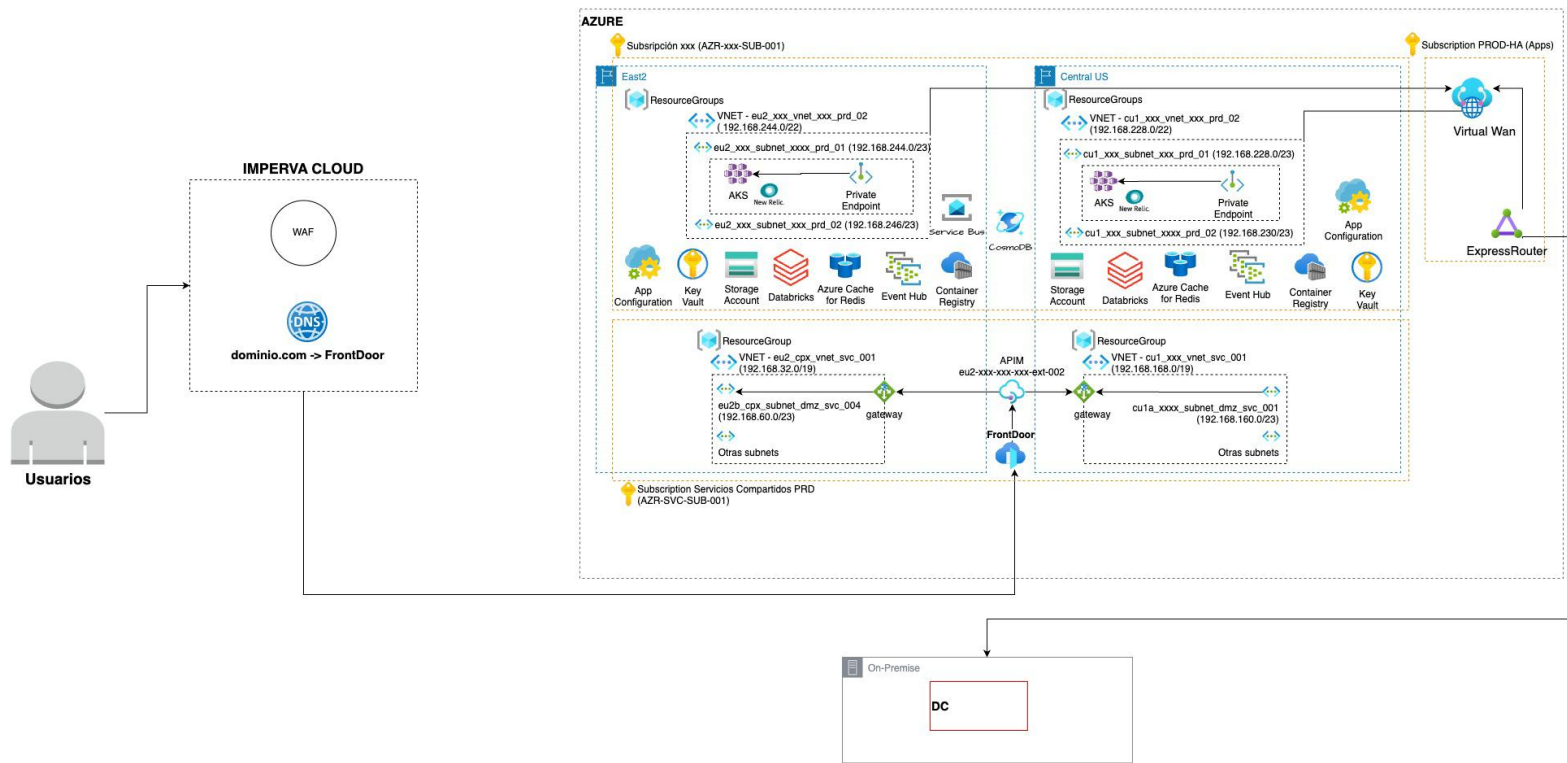 AZURE
Subsripción xxx (AZR-xxx-SUB-001)
Subscription PROD-HA (Apps)
East2
Central US
ResourceGroups
VNET - eu2_xxx_vnet_xxx_prd_02
( 192.168.244.0/22)
eu2_xxx_subnet_xxxx_prd_01 (192.168.244.0/23)
AKS
New Relic.
Private
Endpoint
eu2_xxx_subnet_xxx_prd_02 (192.168.246/23)
Service Bus
CosmoDB
App
Configuration
Key
Vault
Storage
Account
Databricks
Azure Cache
for Redis
Event Hub
Container
Registry
ResourceGroups
VNET - cu1_xxx_vnet_xxx_prd_02
(192.168.228.0/22)
cu1_xxx_subnet_xxx_prd_01 (192.168.228.0/23)
AKS
New Relic.
Private
Endpoint
cu1_xxx_subnet_xxxx_prd_02 (192.168.230/23)
App
Configuration
Storage
Account
Databricks
Azure Cache
for Redis
Event Hub
Container
Registry
Key
Vault
Virtual Wan
ExpressRouter
IMPERVA CLOUD
WAF
DNS
dominio.com -> FrontDoor
Usuarios
ResourceGroup
VNET - eu2_cpx_vnet_svc_001
(192.168.32.0/19)
eu2b_cpx_subnet_dmz_svc_004
(192.168.60.0/23)
Otras subnets
gateway
APIM
eu2-xxx-xxx-xxx-ext-002
FrontDoor
ResourceGroup
VNET - cu1_xxx_vnet_svc_001
(192.168.168.0/19)
gateway
cu1a_xxxx_subnet_dmz_svc_001
(192.168.160.0/23)
Otras subnets
Subscription Servicios Compartidos PRD
(AZR-SVC-SUB-001)
On-Premise
DC